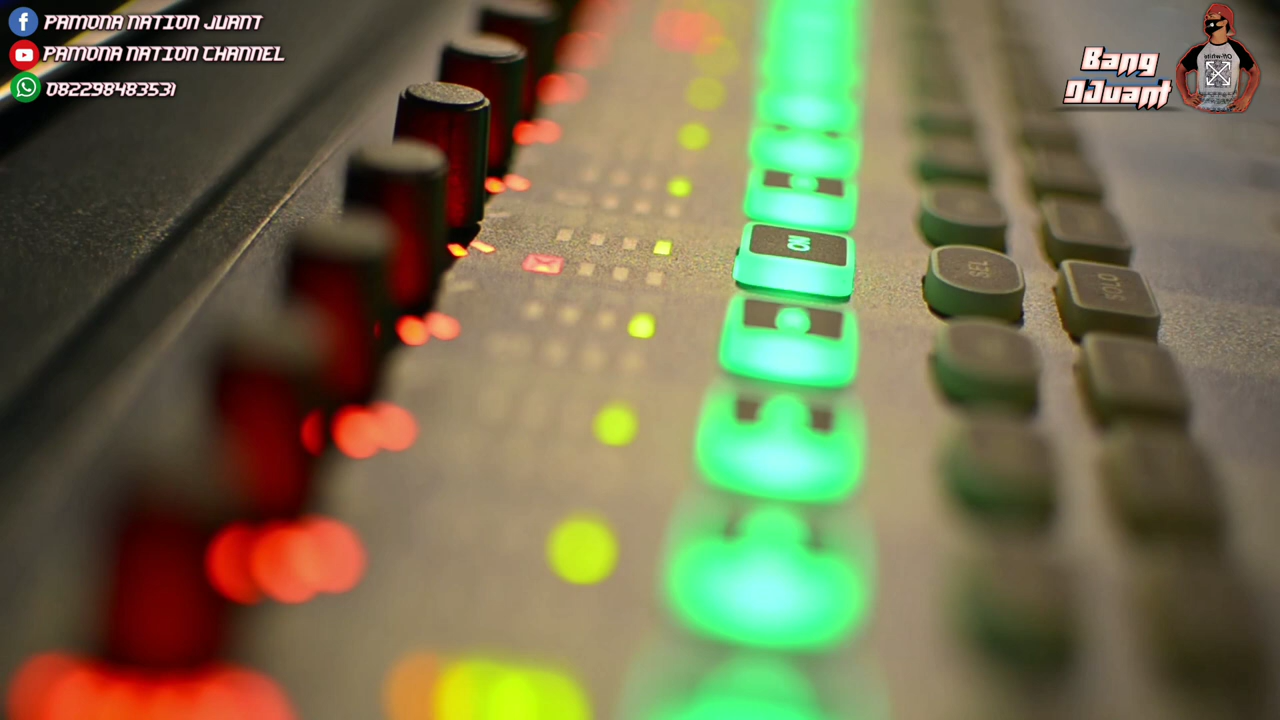 PAMONA NATION JUANT
PAMONA NATION CHANNEL
082298483531
Bang
DJuant
ON
SEL
SOLO